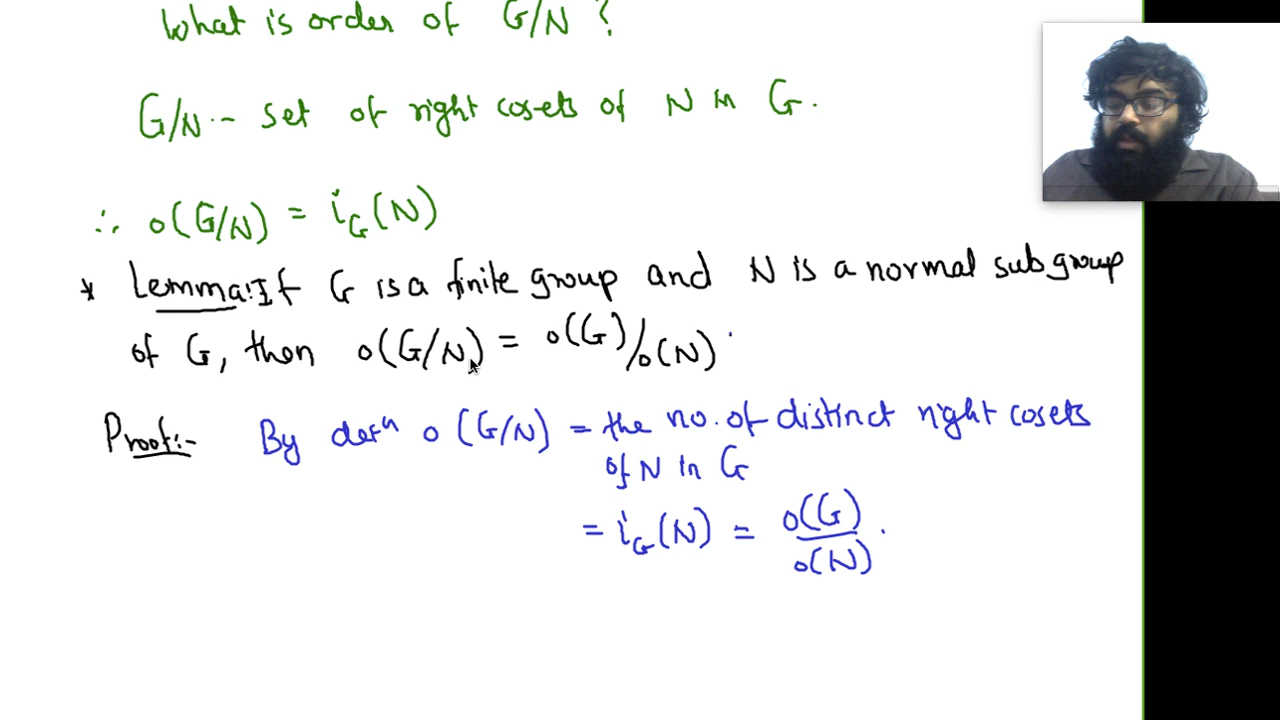 What is order of G/N ?
G/N :- set of right cosets of N in G.
∴ o(G/N) = i_G(N)
* Lemma:- If G is a finite group and N is a normal subgroup
of G, then o(G/N) = o(G)/o(N).
Proof:- By defⁿ o(G/N) = the no. of distinct right cosets
of N in G
= i_G(N) = o(G)/o(N).